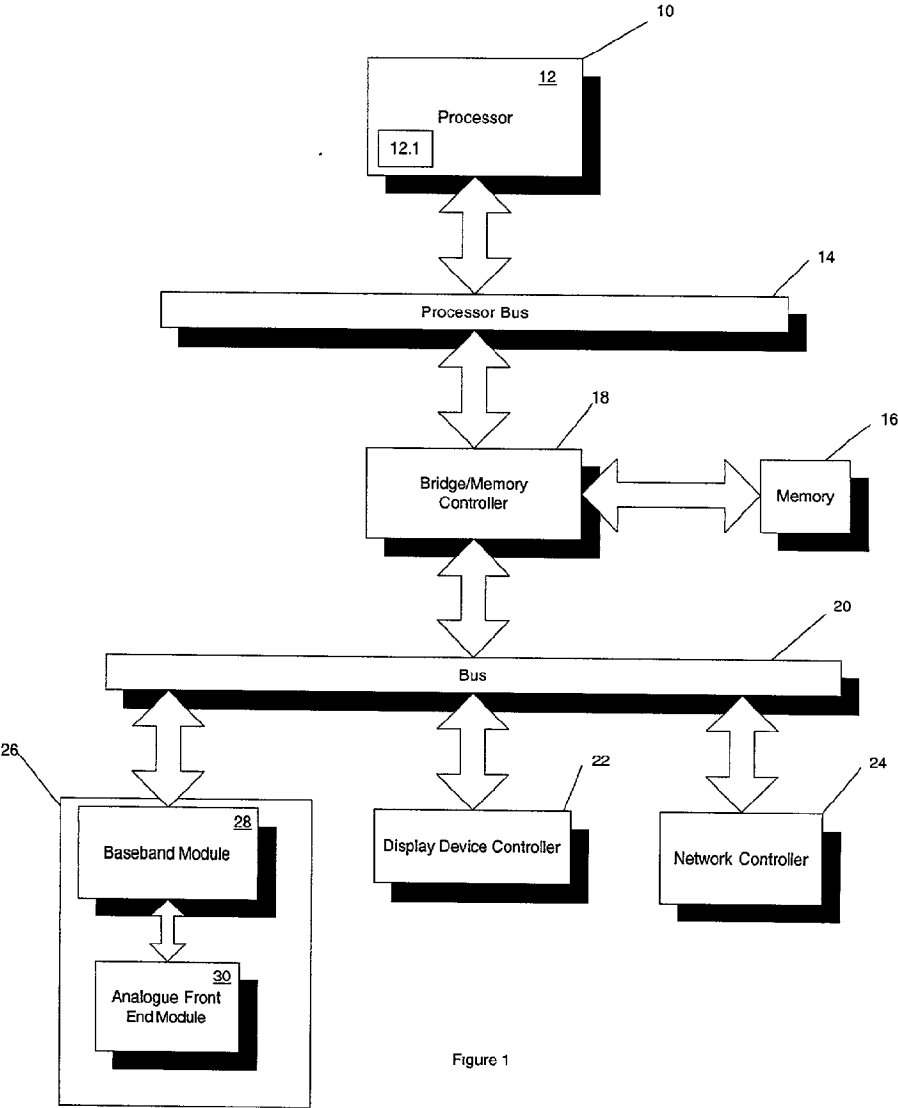 10
12
Processor
12.1
14
Processor Bus
18
16
Bridge/Memory
Controller
Memory
20
Bus
26
22
24
28
Baseband Module
Display Device Controller
Network Controller
30
Analogue Front
End Module
Figure 1